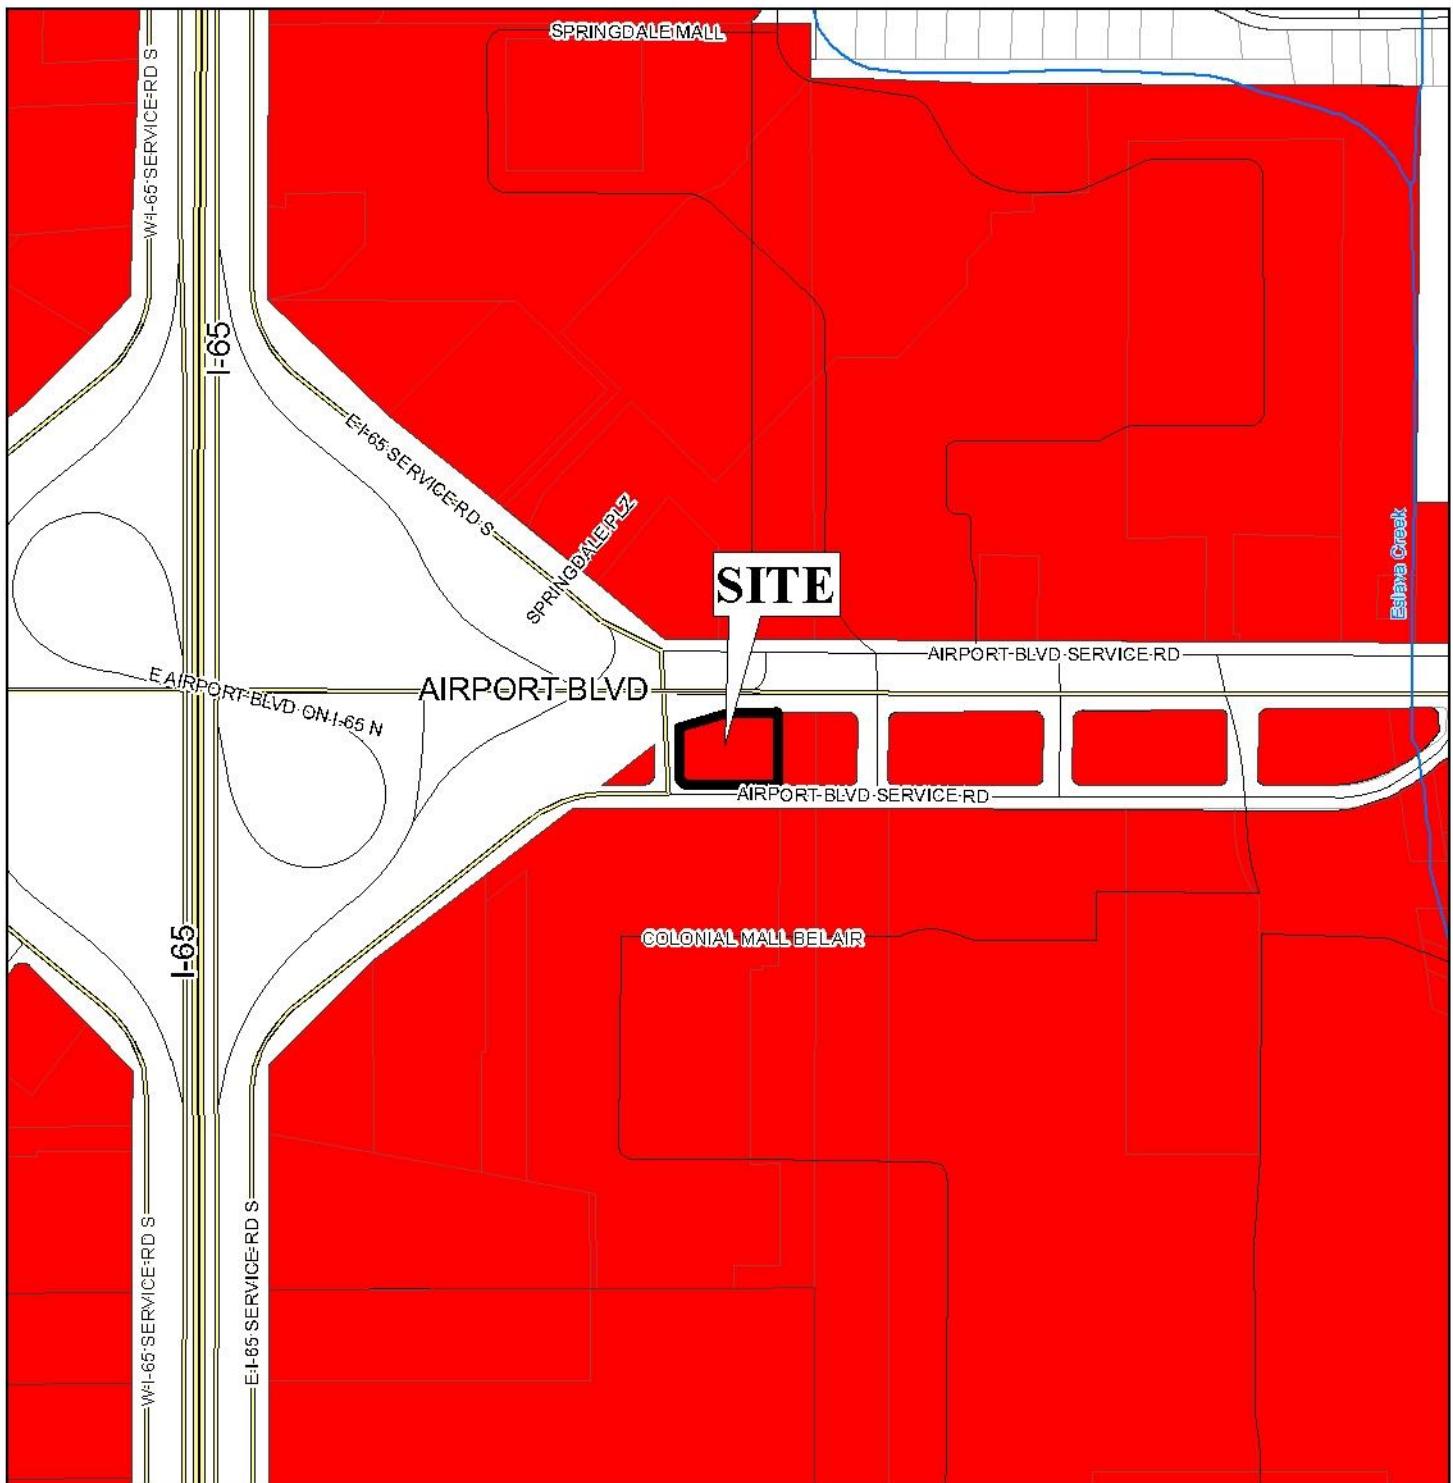 SPRINGDALE MALL
W I-65 SERVICE RD S
I-65
E I-65 SERVICE RD S
SPRINGDALE PLZ
Eslava Creek
SITE
AIRPORT BLVD SERVICE RD
E AIRPORT BLVD ON I-65 N
AIRPORT BLVD
AIRPORT BLVD SERVICE RD
I-65
COLONIAL MALL BELAIR
W I-65 SERVICE RD S
E I-65 SERVICE RD S